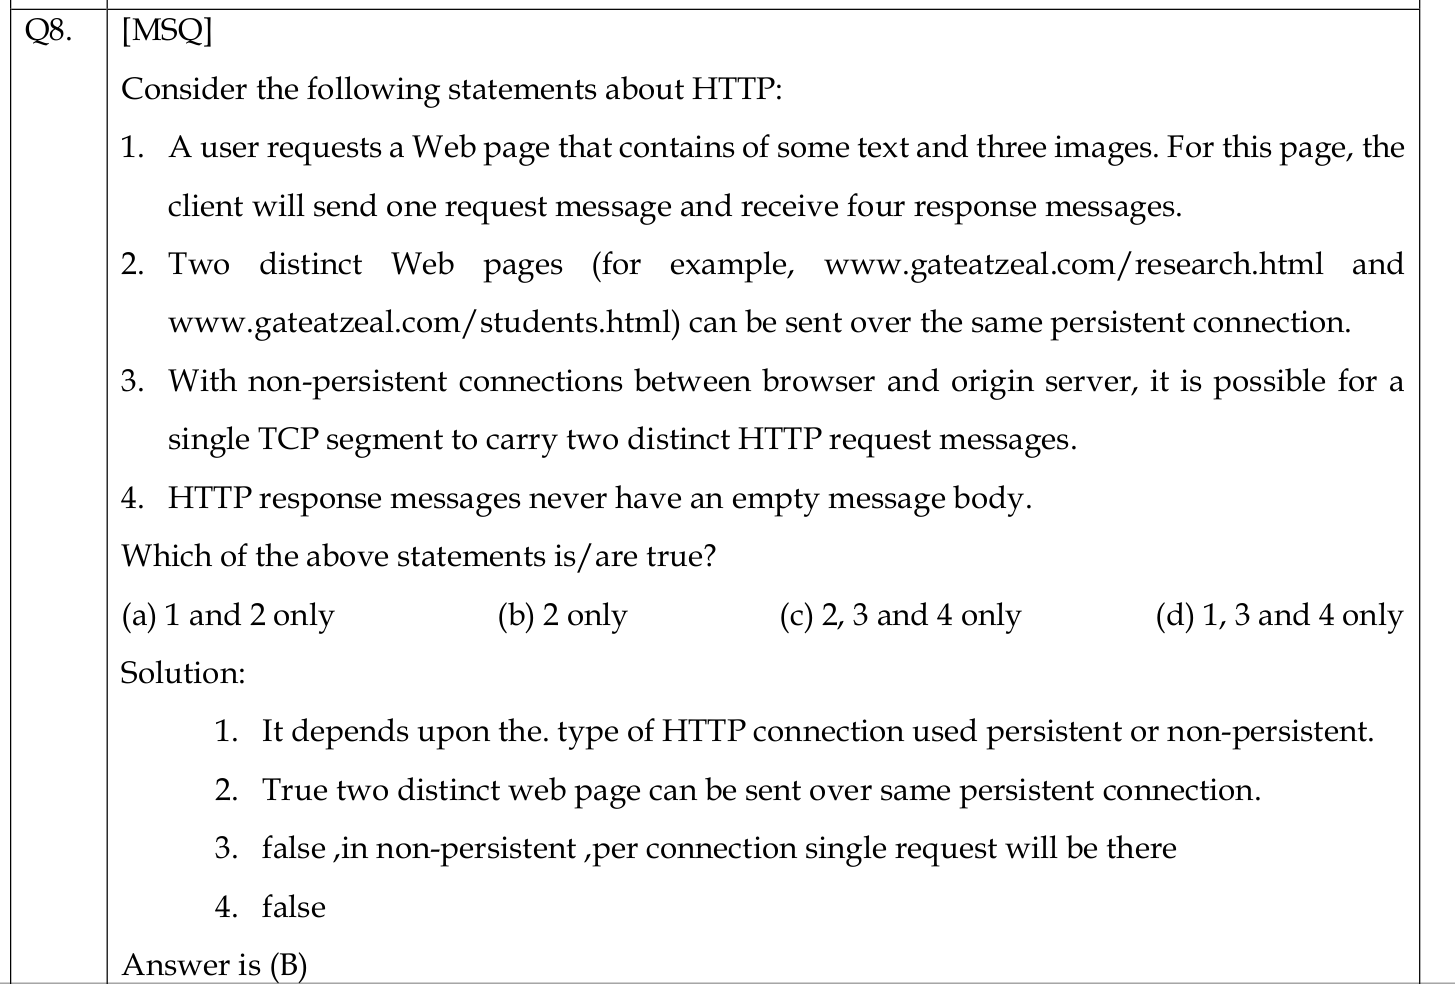 Q8. [MSQ]
Consider the following statements about HTTP:
1. A user requests a Web page that contains of some text and three images. For this page, the
client will send one request message and receive four response messages.
2. Two distinct Web pages (for example, www.gateatzeal.com/research.html and
www.gateatzeal.com/students.html) can be sent over the same persistent connection.
3. With non-persistent connections between browser and origin server, it is possible for a
single TCP segment to carry two distinct HTTP request messages.
4. HTTP response messages never have an empty message body.
Which of the above statements is/are true?
(a) 1 and 2 only (b) 2 only (c) 2, 3 and 4 only (d) 1, 3 and 4 only
Solution:
1. It depends upon the. type of HTTP connection used persistent or non-persistent.
2. True two distinct web page can be sent over same persistent connection.
3. false ,in non-persistent ,per connection single request will be there
4. false
Answer is (B)